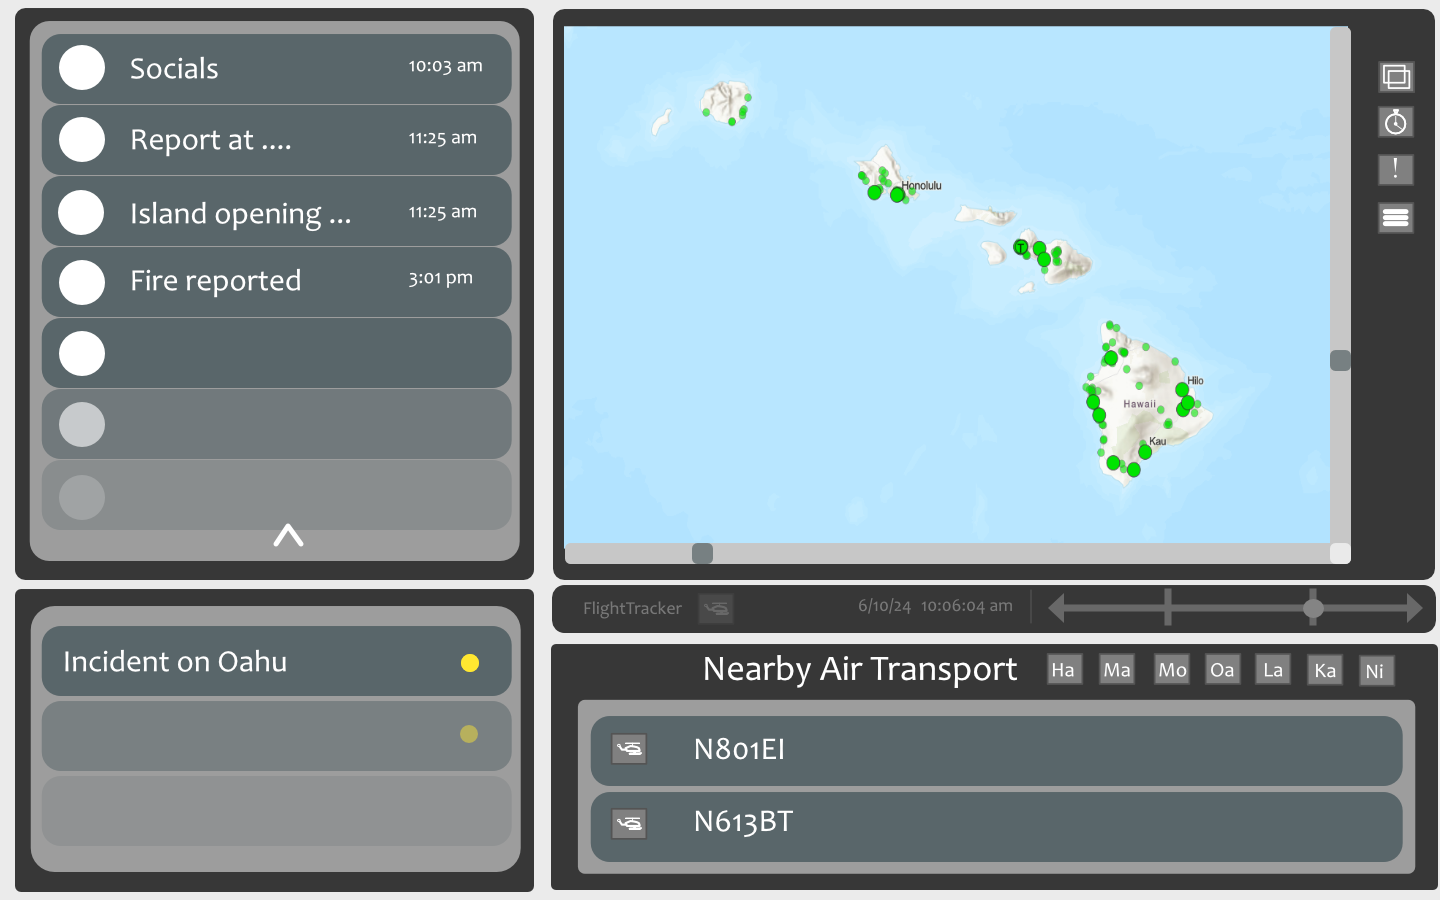 Socials 10:03 am
Report at .... 11:25 am
Island opening ... 11:25 am
Fire reported 3:01 pm
Honolulu
T
Hilo
Hawaii
Kau
!
FlightTracker 6/10/24 10:06:04 am
Incident on Oahu
Nearby Air Transport Ha Ma Mo Oa La Ka Ni
N801EI
N613BT